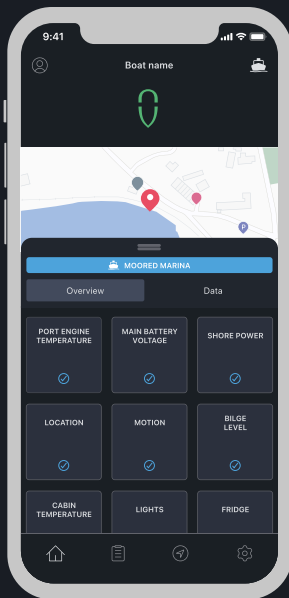 9:41
Boat name
P
MOORED MARINA
Overview
Data
PORT ENGINE
TEMPERATURE
MAIN BATTERY
VOLTAGE
SHORE POWER
LOCATION
MOTION
BILGE
LEVEL
CABIN
TEMPERATURE
LIGHTS
FRIDGE